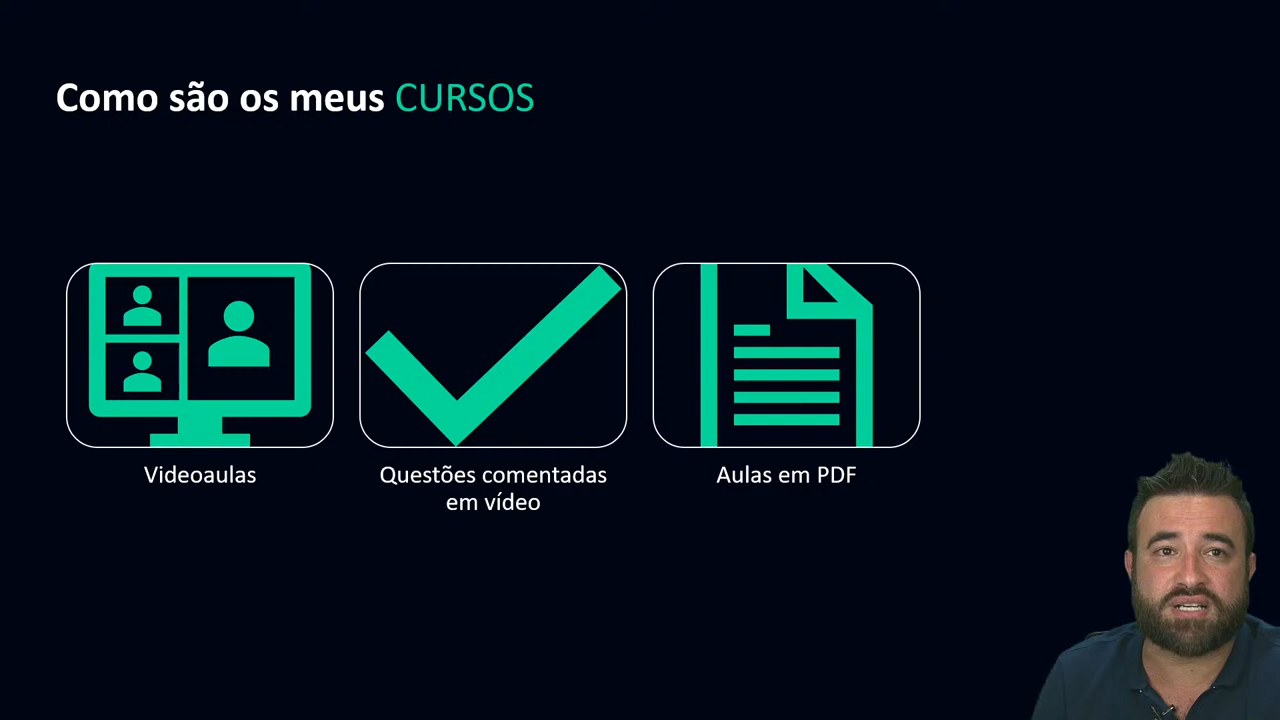 Como são os meus CURSOS
Videoaulas
Questões comentadas
em vídeo
Aulas em PDF